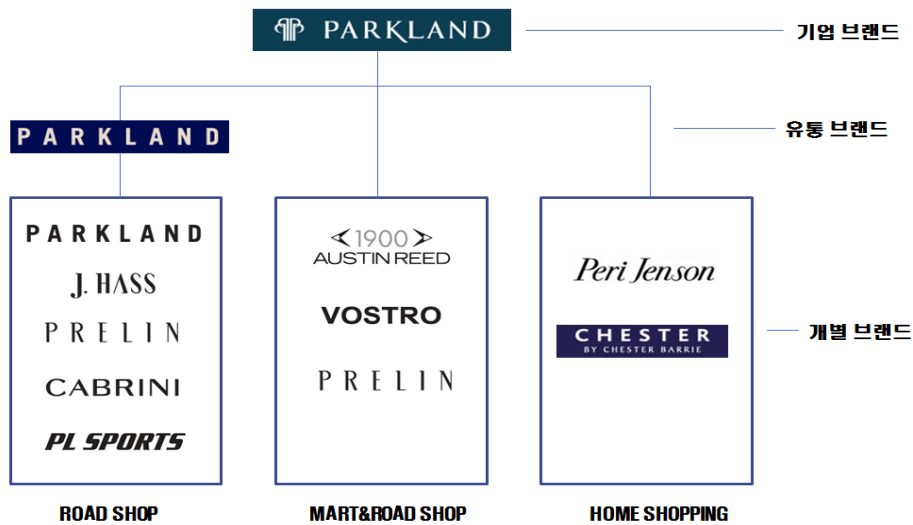 PARKLAND
기업 브랜드
PARKLAND
유통 브랜드
PARKLAND
J. HASS
PRELIN
CABRINI
PL SPORTS
1900
AUSTIN REED
VOSTRO
PRELIN
Peri Jenson
CHESTER
BY CHESTER BARRIE
개별 브랜드
ROAD SHOP
MART&ROAD SHOP
HOME SHOPPING